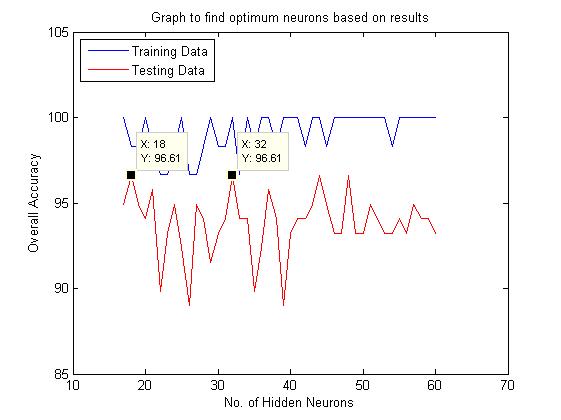 Graph to find optimum neurons based on results
105
Training Data
Testing Data
100
X: 18
Y: 96.61
X: 32
Y: 96.61
Overall Accuracy
95
90
85
10
20
30
40
50
60
70
No. of Hidden Neurons